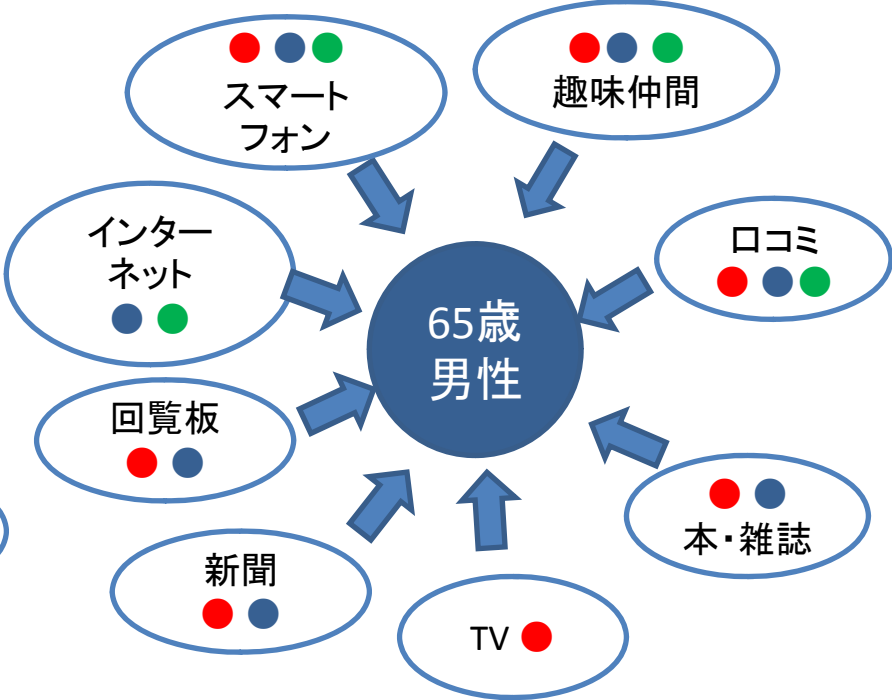 スマート
フォン
趣味仲間
インター
ネット
口コミ
65歳
男性
回覧板
本・雑誌
新聞
TV